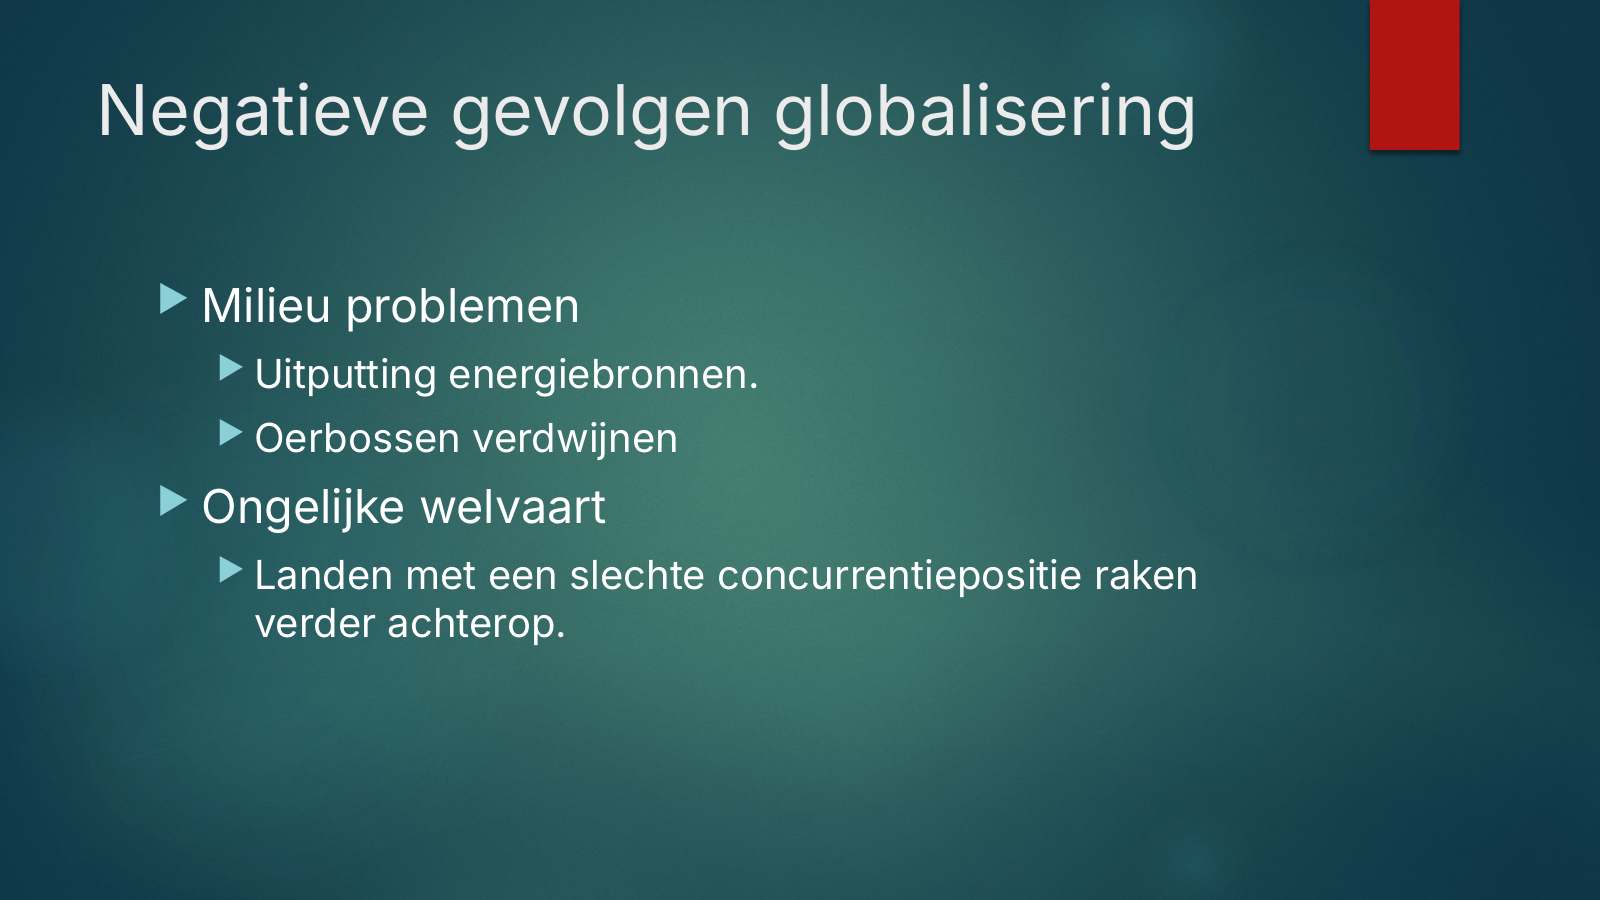 Negatieve gevolgen globalisering
Milieu problemen
Uitputting energiebronnen.
Oerbossen verdwijnen
Ongelijke welvaart
Landen met een slechte concurrentiepositie raken
verder achterop.